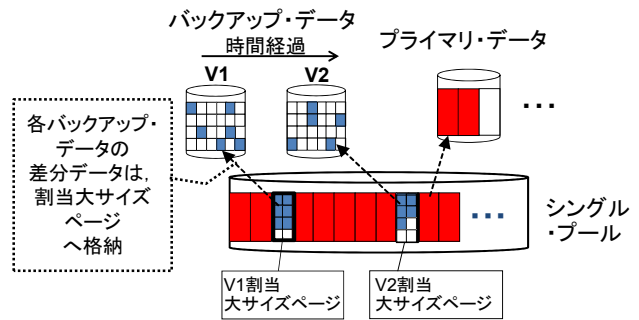 バックアップ・データ
時間経過
プライマリ・データ
V1
V2
・・・
各バックアップ・
データの
差分データは，
割当大サイズ
ページ
へ格納
・・・
シングル
・プール
V1割当
大サイズページ
V2割当
大サイズページ